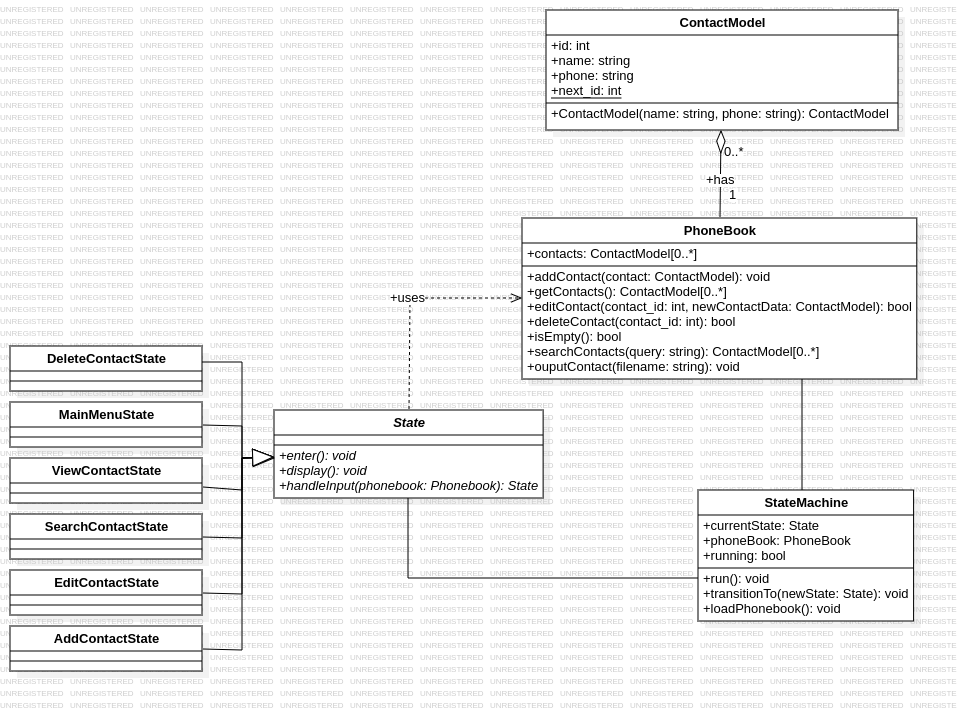 ContactModel
+id: int
+name: string
+phone: string
+next_id: int
+ContactModel(name: string, phone: string): ContactModel
0..*
+has
1
PhoneBook
+contacts: ContactModel[0..*]
+addContact(contact: ContactModel): void
+getContacts(): ContactModel[0..*]
+editContact(contact_id: int, newContactData: ContactModel): bool
+deleteContact(contact_id: int): bool
+isEmpty(): bool
+searchContacts(query: string): ContactModel[0..*]
+ouputContact(filename: string): void
+uses
DeleteContactState
MainMenuState
ViewContactState
SearchContactState
EditContactState
AddContactState
State
+enter(): void
+display(): void
+handleInput(phonebook: Phonebook): State
StateMachine
+currentState: State
+phoneBook: PhoneBook
+running: bool
+run(): void
+transitionTo(newState: State): void
+loadPhonebook(): void
UNREGISTERED